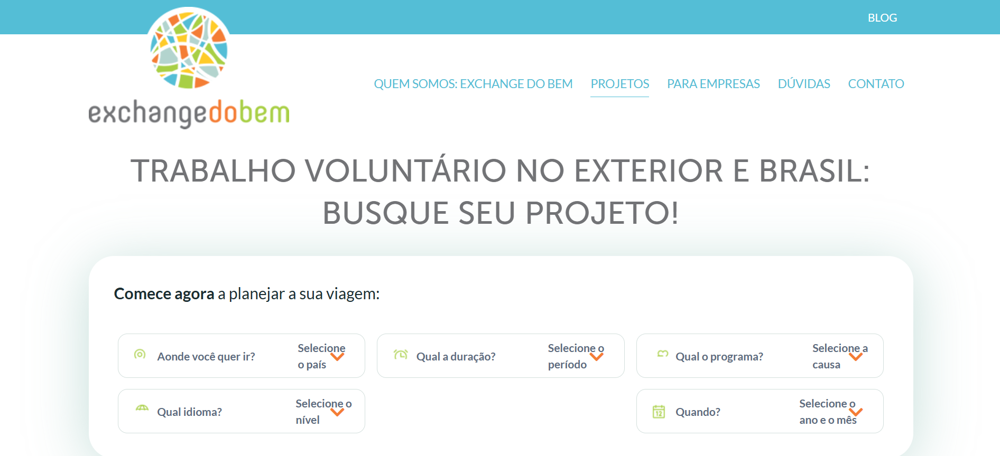 BLOG
exchangedobem
QUEM SOMOS: EXCHANGE DO BEM PROJETOS PARA EMPRESAS DÚVIDAS CONTATO
TRABALHO VOLUNTÁRIO NO EXTERIOR E BRASIL:
BUSQUE SEU PROJETO!
Comece agora a planejar a sua viagem:
Aonde você quer ir?
Selecione
o país
Qual a duração?
Selecione o
período
Qual o programa?
Selecione a
causa
Qual idioma?
Selecione o
nível
12
Quando?
Selecione o
ano e o mês